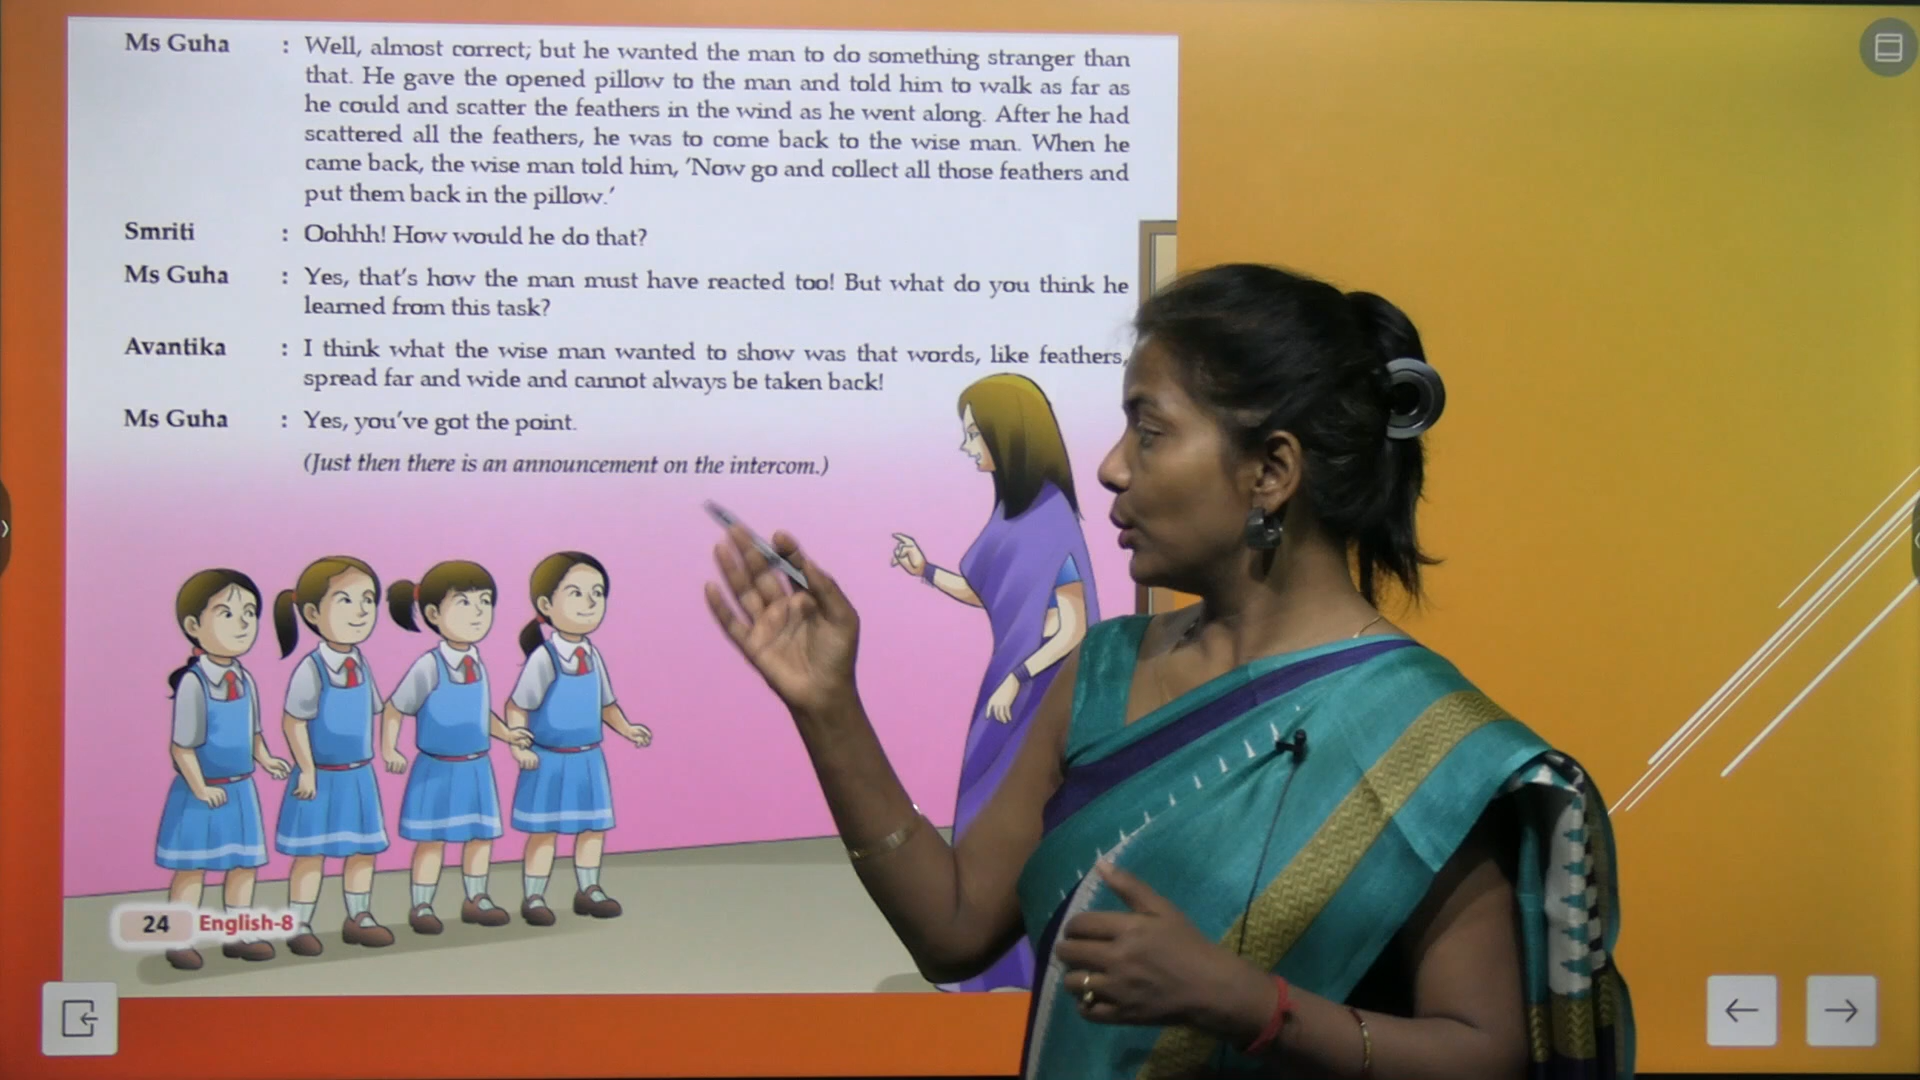 Ms Guha : Well, almost correct; but he wanted the man to do something stranger than
that. He gave the opened pillow to the man and told him to walk as far as
he could and scatter the feathers in the wind as he went along. After he had
scattered all the feathers, he was to come back to the wise man. When he
came back, the wise man told him, ‘Now go and collect all those feathers and
put them back in the pillow.’
Smriti : Oohhh! How would he do that?
Ms Guha : Yes, that’s how the man must have reacted too! But what do you think he
learned from this task?
Avantika : I think what the wise man wanted to show was that words, like feathers,
spread far and wide and cannot always be taken back!
Ms Guha : Yes, you’ve got the point.
(Just then there is an announcement on the intercom.)
24 English-8